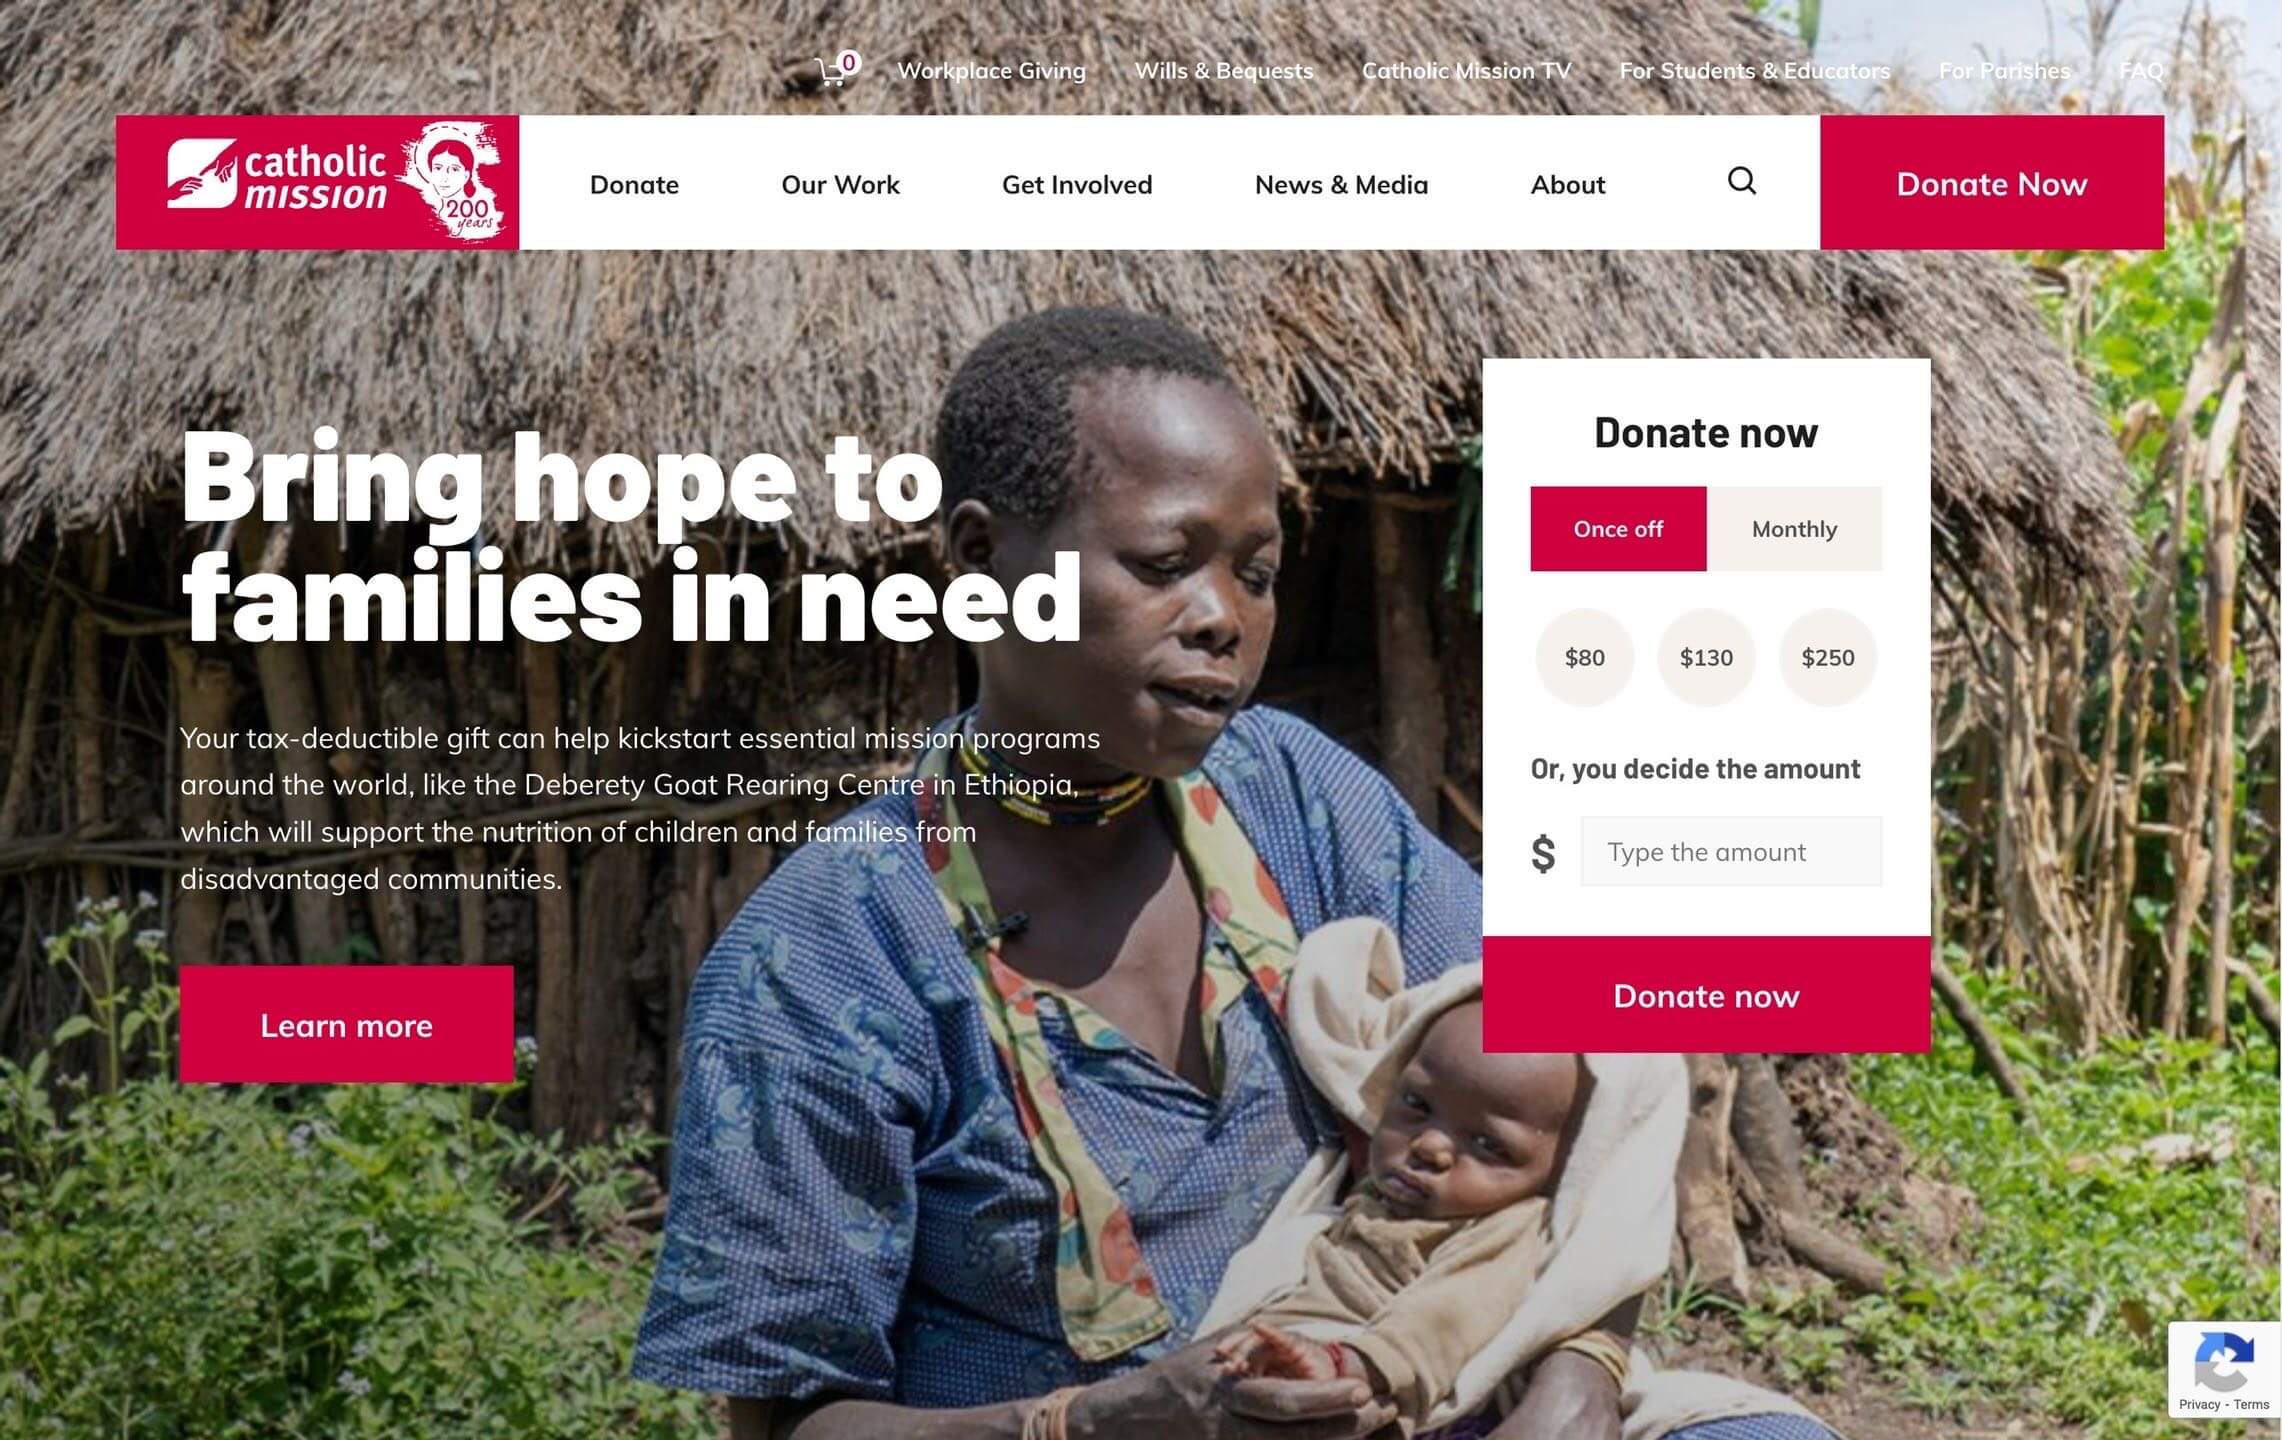 0
Workplace Giving
Wills & Bequests
Catholic Mission TV
For Students & Educators
For Parishes
FAQ
catholic
mission
200
years
Donate
Our Work
Get Involved
News & Media
About
Donate Now
Bring hope to
families in need
Your tax-deductible gift can help kickstart essential mission programs
around the world, like the Deberety Goat Rearing Centre in Ethiopia,
which will support the nutrition of children and families from
disadvantaged communities.
Learn more
Donate now
Once off
Monthly
$80
$130
$250
Or, you decide the amount
$
Type the amount
Donate now
Privacy - Terms